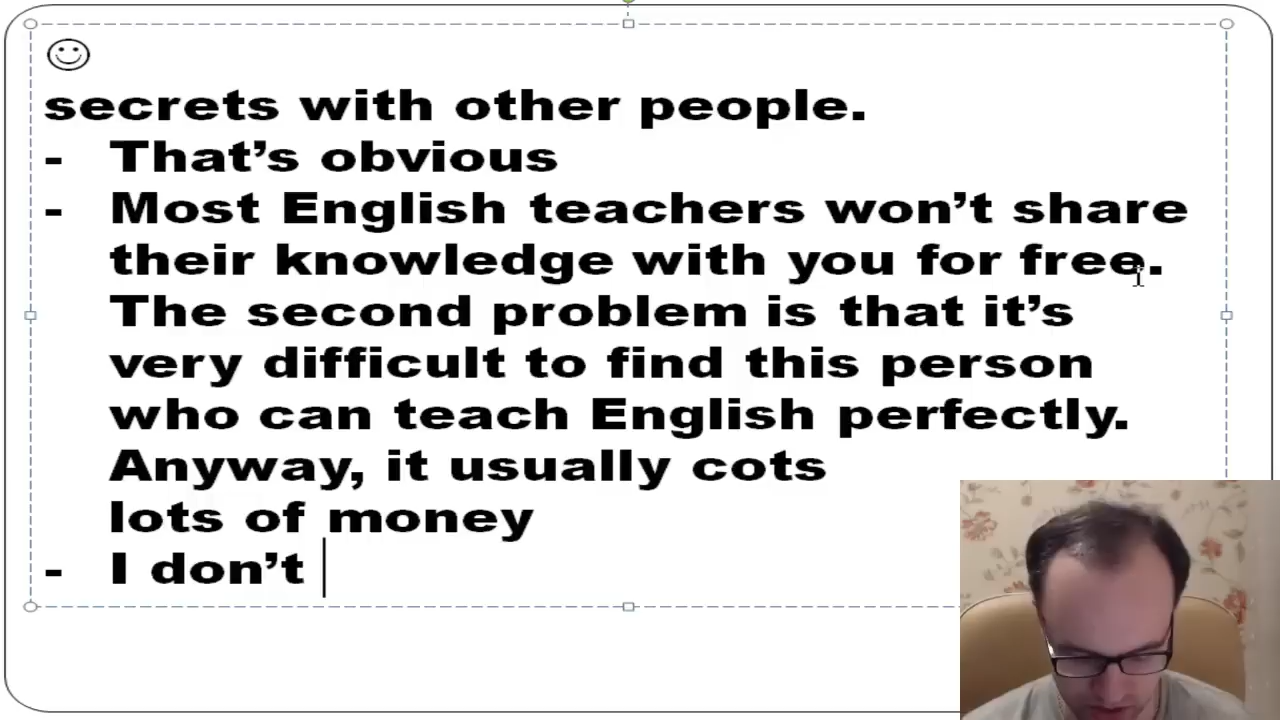 secrets with other people.
- That's obvious
- Most English teachers won't share
their knowledge with you for free.
The second problem is that it's
very difficult to find this person
who can teach English perfectly.
Anyway, it usually cots
lots of money
- I don't